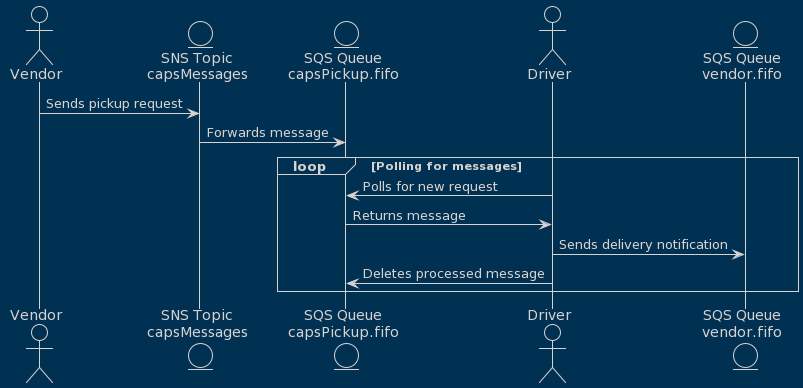 Vendor
SNS Topic
capsMessages
SQS Queue
capsPickup.fifo
Driver
SQS Queue
vendor.fifo
Sends pickup request
Forwards message
loop [Polling for messages]
Polls for new request
Returns message
Sends delivery notification
Deletes processed message
Vendor
SNS Topic
capsMessages
SQS Queue
capsPickup.fifo
Driver
SQS Queue
vendor.fifo